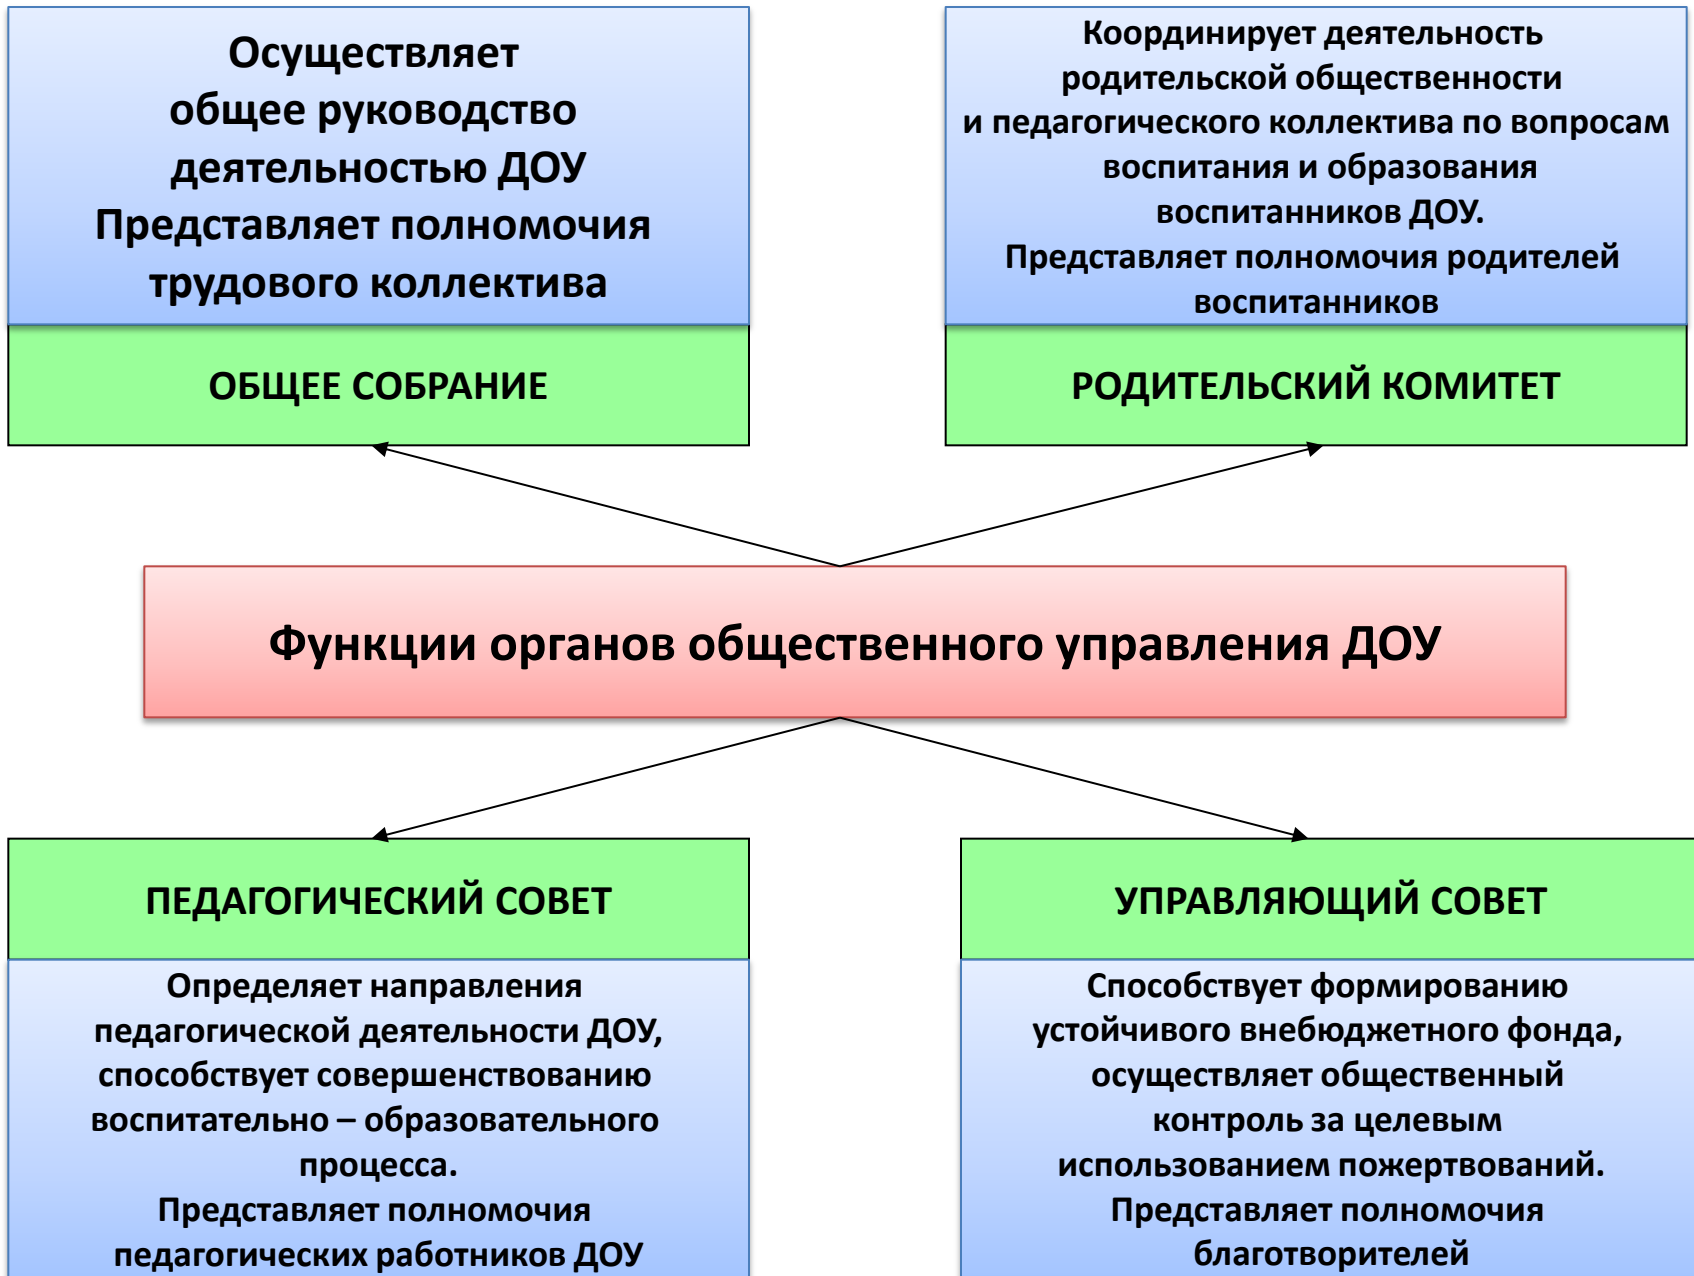 Осуществляет
общее руководство
деятельностью ДОУ
Представляет полномочия
трудового коллектива
ОБЩЕЕ СОБРАНИЕ
Координирует деятельность
родительской общественности
и педагогического коллектива по вопросам
воспитания и образования
воспитанников ДОУ.
Представляет полномочия родителей
воспитанников
РОДИТЕЛЬСКИЙ КОМИТЕТ
Функции органов общественного управления ДОУ
ПЕДАГОГИЧЕСКИЙ СОВЕТ
Определяет направления
педагогической деятельности ДОУ,
способствует совершенствованию
воспитательно – образовательного
процесса.
Представляет полномочия
педагогических работников ДОУ
УПРАВЛЯЮЩИЙ СОВЕТ
Способствует формированию
устойчивого внебюджетного фонда,
осуществляет общественный
контроль за целевым
использованием пожертвований.
Представляет полномочия
благотворителей